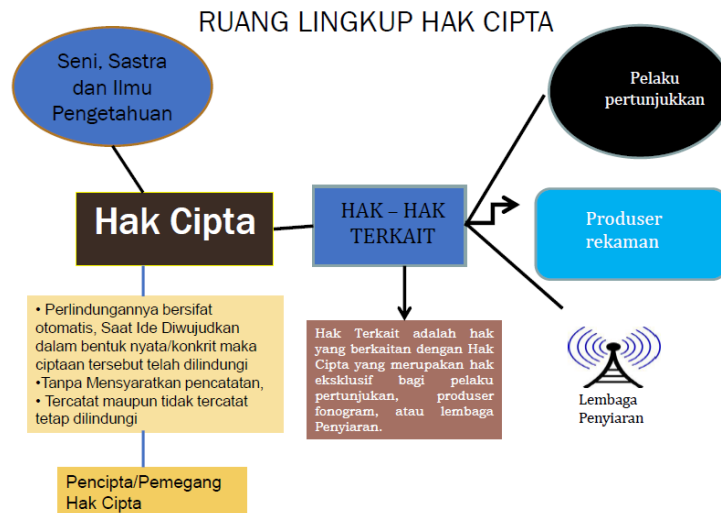 RUANG LINGKUP HAK CIPTA
Seni, Sastra
dan Ilmu
Pengetahuan
Pelaku
pertunjukkan
Hak Cipta
HAK – HAK
TERKAIT
Produser
rekaman
• Perlindungannya bersifat
otomatis, Saat Ide Diwujudkan
dalam bentuk nyata/konkrit maka
ciptaan tersebut telah dilindungi
•Tanpa Mensyaratkan pencatatan,
• Tercatat maupun tidak tercatat
tetap dilindungi
Hak Terkait adalah hak
yang berkaitan dengan Hak
Cipta yang merupakan hak
eksklusif bagi pelaku
pertunjukan, produser
fonogram, atau lembaga
Penyiaran.
Lembaga
Penyiaran
Pencipta/Pemegang
Hak Cipta